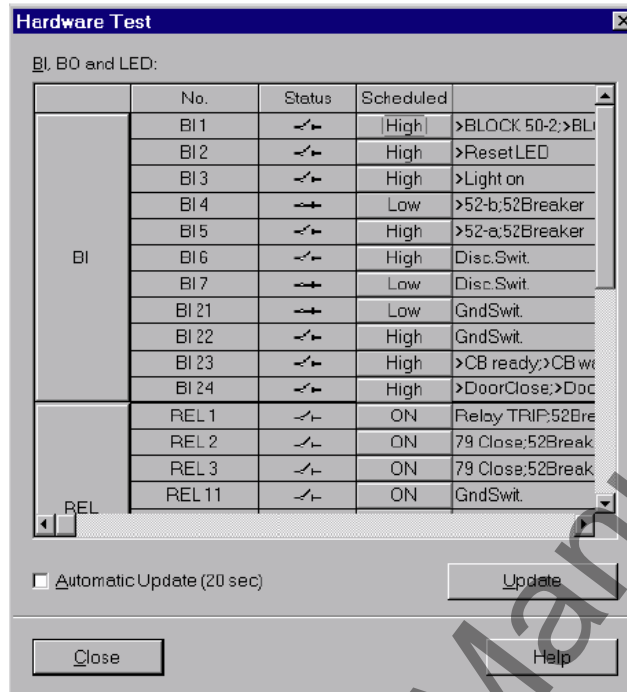 Hardware Test
BI, BO and LED:
No. Status Scheduled
BI 1 High >BLOCK 50-2;>BL
BI 2 High >ResetLED
BI 3 High >Light on
BI 4 Low >52-b;52Breaker
BI 5 High >52-a;52Breaker
BI BI 6 High Disc.Swit.
BI 7 Low Disc.Swit.
BI 21 Low GndSwit.
BI 22 High GndSwit.
BI 23 High >CB ready;>CB wa
BI 24 High >DoorClose;>Doo
REL 1 ON Relay TRIP;52Bre
REL 2 ON 79 Close;52Break
REL 3 ON 79 Close;52Break
REL REL 11 ON GndSwit.
Automatic Update (20 sec) Update
Close Help